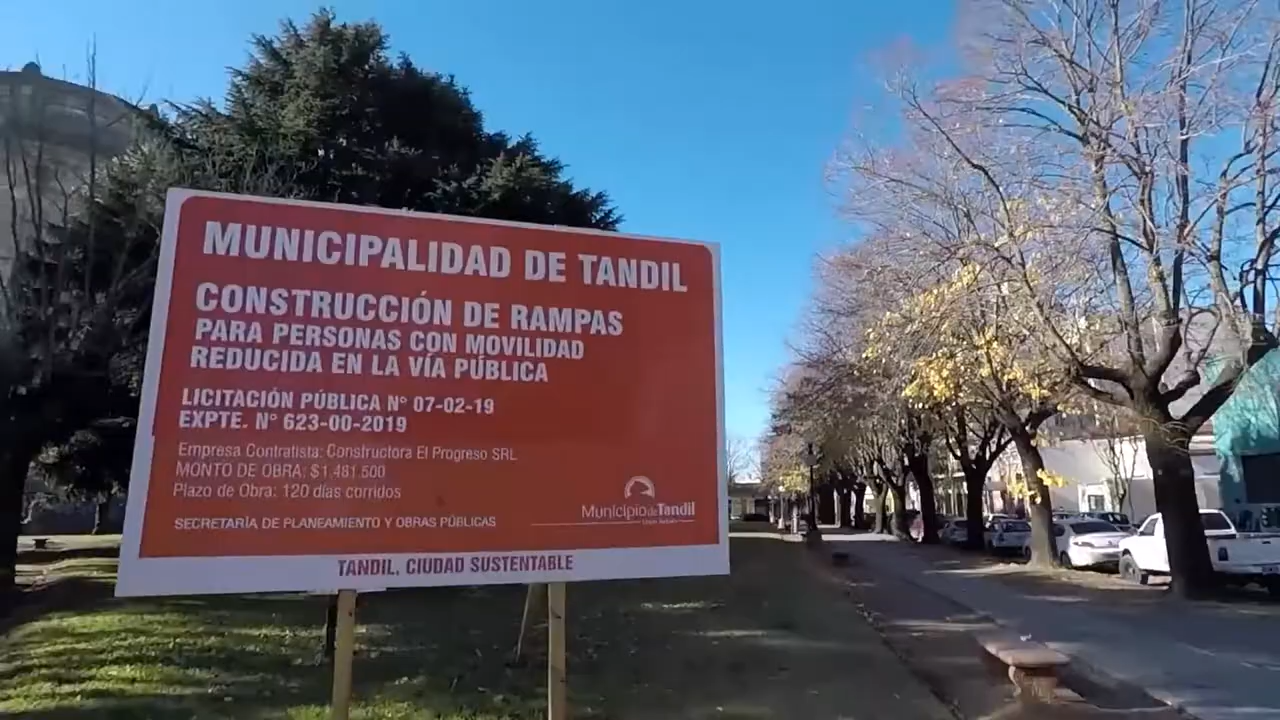 MUNICIPALIDAD DE TANDIL
CONSTRUCCIÓN DE RAMPAS
PARA PERSONAS CON MOVILIDAD
REDUCIDA EN LA VÍA PÚBLICA
LICITACIÓN PÚBLICA N° 07-02-19
EXPTE. N° 623-00-2019
Empresa Contratista: Constructora El Progreso SRL
MONTO DE OBRA: $1.481.500
Plazo de Obra: 120 días corridos
SECRETARÍA DE PLANEAMIENTO Y OBRAS PÚBLICAS
Municipio de Tandil
TANDIL, CIUDAD SUSTENTABLE